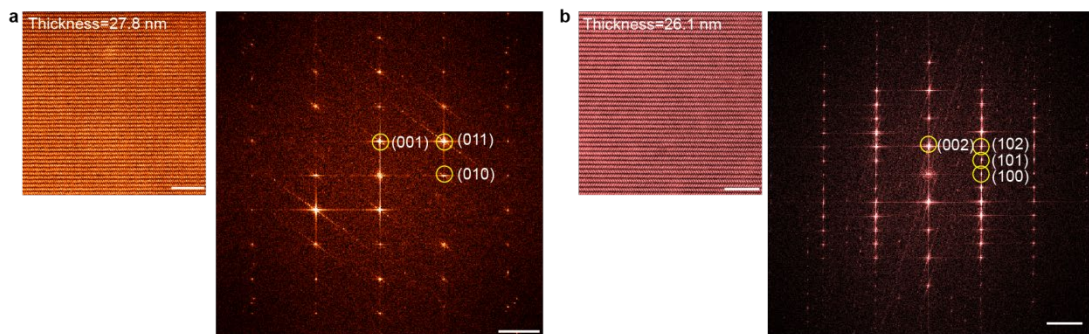 a
Thickness=27.8 nm
(001)
(011)
(010)
b
Thickness=26.1 nm
(002)
(102)
(101)
(100)